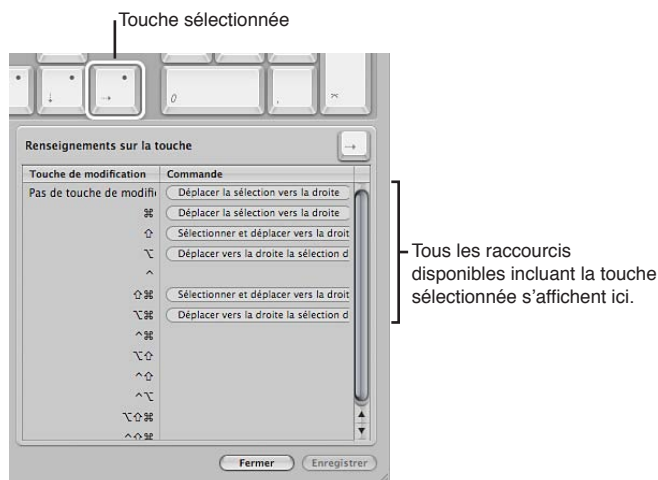 Touche sélectionnée
0
,
Renseignements sur la touche
Touche de modification Commande
Pas de touche de modifi Déplacer la sélection vers la droite
⌘ Déplacer la sélection vers la droite
⇧ Sélectionner et déplacer vers la droit
⌥ Déplacer vers la droite la sélection d
^
⇧⌘ Sélectionner et déplacer vers la droit
⌥⌘ Déplacer vers la droite la sélection d
^⌘
⌥⇧
^⇧
^⌥
⌥⇧⌘
^⇧⌘
Tous les raccourcis
disponibles incluant la touche
sélectionnée s’affichent ici.
Fermer Enregistrer